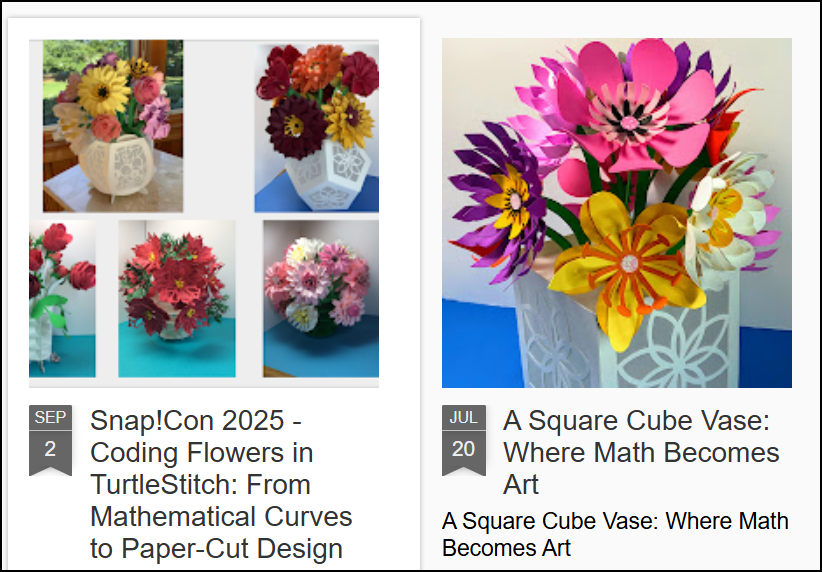 SEP
2
Snap!Con 2025 -
Coding Flowers in
TurtleStitch: From
Mathematical Curves
to Paper-Cut Design
JUL
20
A Square Cube Vase:
Where Math Becomes
Art
A Square Cube Vase: Where Math
Becomes Art